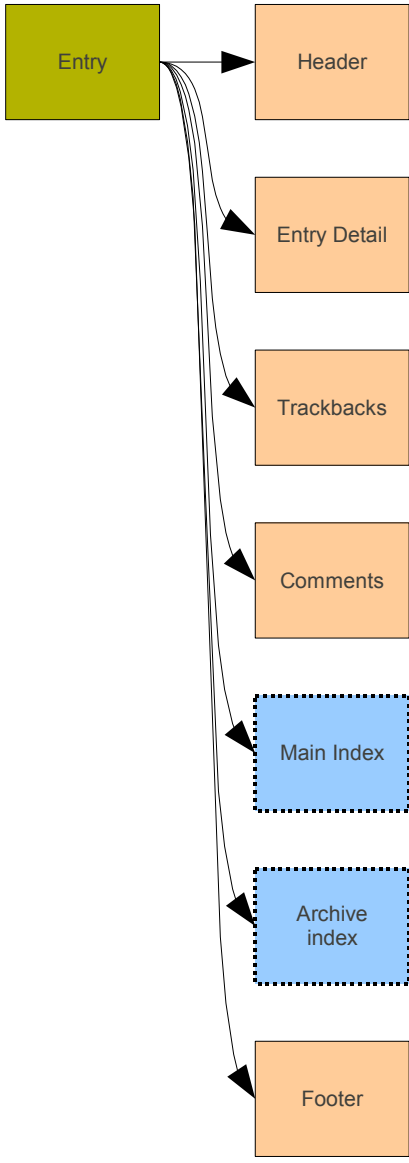 Entry
Header
Entry Detail
Trackbacks
Comments
Main Index
Archive
index
Footer